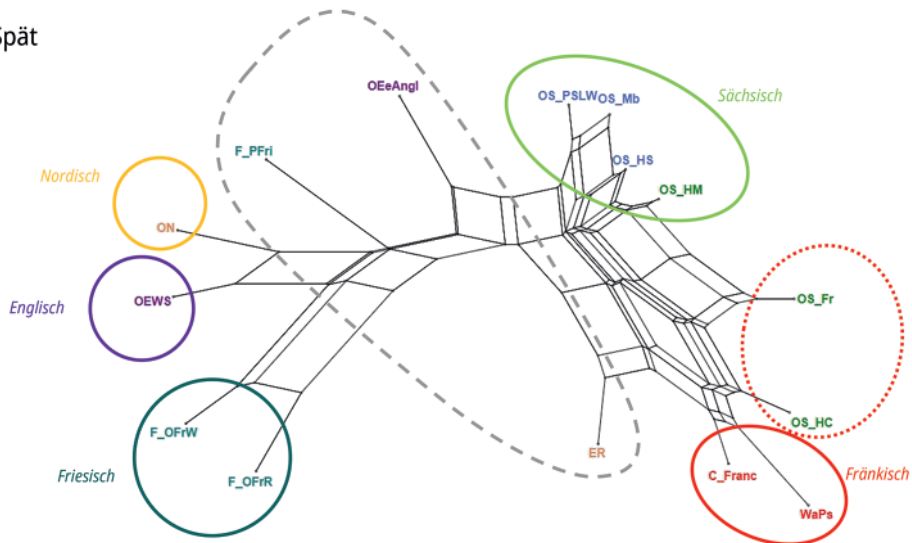 Spät
OEeAngl
OS_PSLW
OS_Mb
Sächsisch
F_PFri
OS_HS
Nordisch
OS_HM
ON
OEWS
Englisch
OS_Fr
OS_HC
F_OFrW
ER
Friesisch
F_OFrR
C_Franc
Fränkisch
WaPs